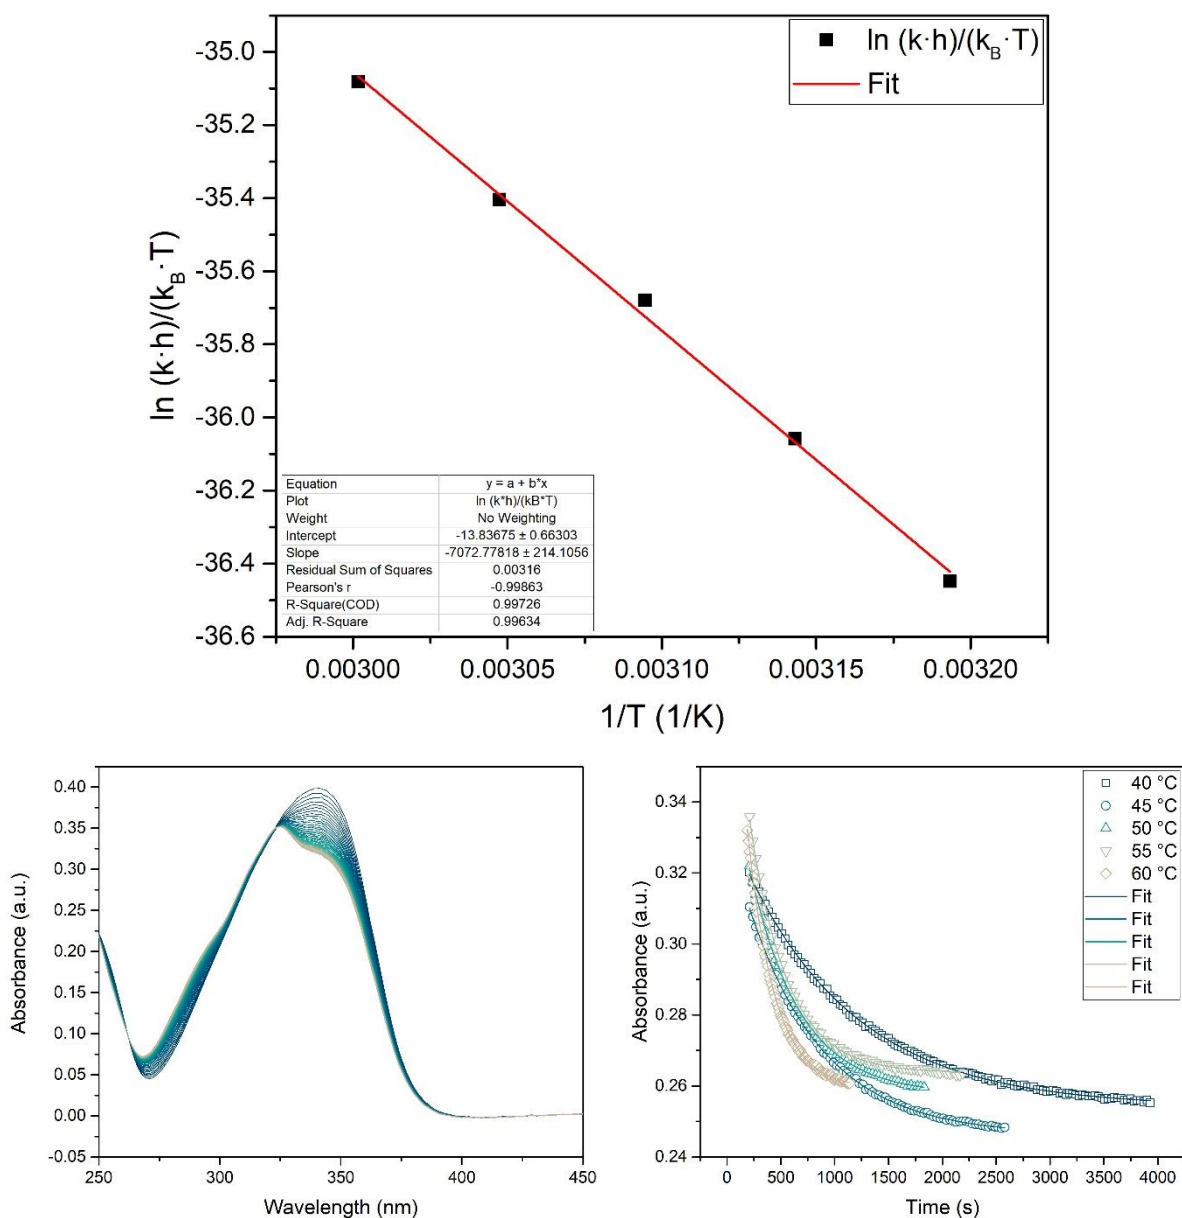 ln (k·h)/(k_B·T)
Fit
-35.0
-35.2
-35.4
-35.6
-35.8
-36.0
-36.2
-36.4
-36.6
ln (k·h)/(k_B·T)
Equation y = a + b*x
Plot ln (k*h)/(kB*T)
Weight No Weighting
Intercept -13.83675 ± 0.66303
Slope -7072.77818 ± 214.1056
Residual Sum of Squares 0.00316
Pearson's r -0.99863
R-Square(COD) 0.99726
Adj. R-Square 0.99634
0.00300 0.00305 0.00310 0.00315 0.00320
1/T (1/K)
0.40
0.35
0.30
0.25
0.20
0.15
0.10
0.05
0.00
-0.05
Absorbance (a.u.)
250 300 350 400 450
Wavelength (nm)
40 °C
45 °C
50 °C
55 °C
60 °C
Fit
Fit
Fit
Fit
Fit
0.34
0.32
0.30
0.28
0.26
0.24
Absorbance (a.u.)
0 500 1000 1500 2000 2500 3000 3500 4000
Time (s)